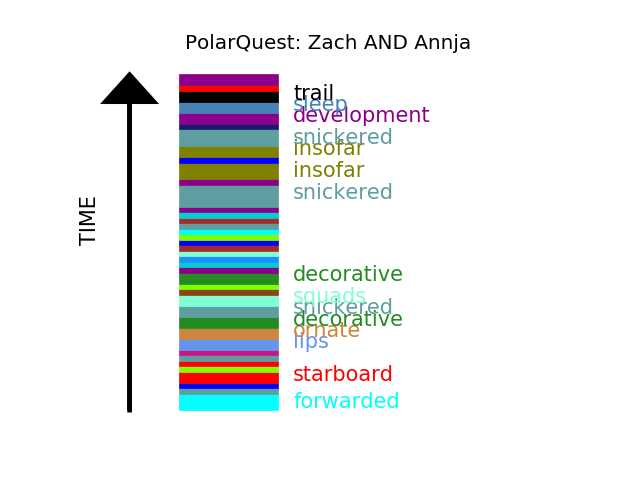 PolarQuest: Zach AND Annja
TIME
trail
sleep
development
snickered
insofar
insofar
snickered
decorative
squads
snickered
decorative
ornate
lips
starboard
forwarded